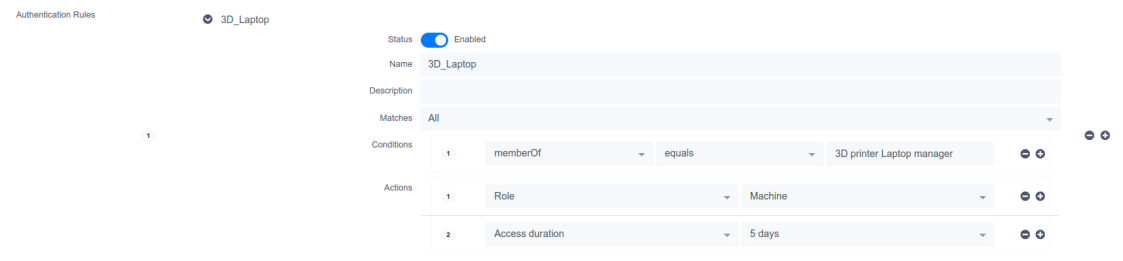 Authentication Rules
3D_Laptop
Status Enabled
Name 3D_Laptop
Description
Matches All
1
Conditions
1 memberOf equals 3D printer Laptop manager
Actions
1 Role Machine
2 Access duration 5 days